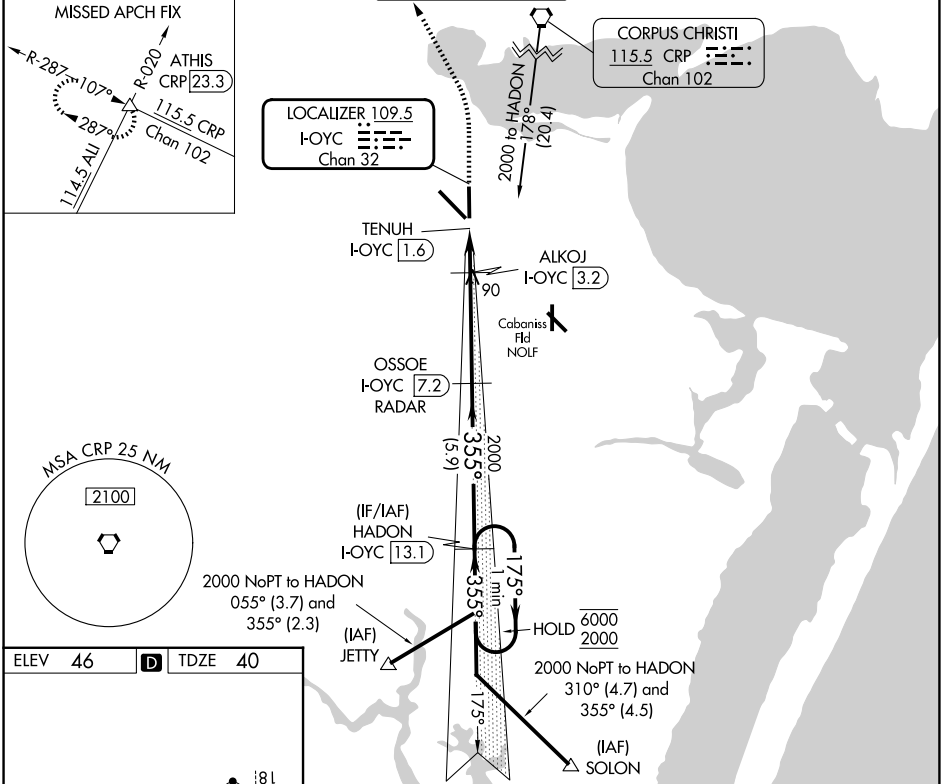 MISSED APCH FIX
R-020
ATHIS
CRP 23.3
R-287
107°
287°
115.5 CRP
Chan 102
114.5 ALI
CORPUS CHRISTI
115.5 CRP
Chan 102
2000 to HADON
178°
(20.4)
LOCALIZER 109.5
I-OYC
Chan 32
TENUH
I-OYC 1.6
ALKOJ
I-OYC 3.2
90
Cabaniss
Fld
NOLF
OSSOE
I-OYC 7.2
RADAR
2000
355°
(5.9)
MSA CRP 25 NM
2100
(IF/IAF)
HADON
I-OYC 13.1
175°
1 min
355°
2000 NoPT to HADON
055° (3.7) and
355° (2.3)
(IAF)
JETTY
HOLD 6000
2000
2000 NoPT to HADON
310° (4.7) and
355° (4.5)
175°
(IAF)
SOLON
ELEV 46 D TDZE 40
18